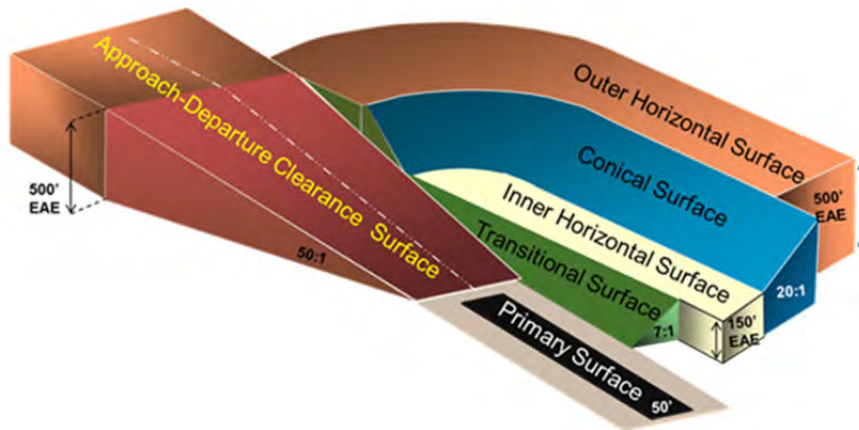 Approach-Departure Clearance Surface
Outer Horizontal Surface
Conical Surface
Inner Horizontal Surface
Transitional Surface
Primary Surface
500'
EAE
50:1
500'
EAE
20:1
150'
EAE
7:1
50'